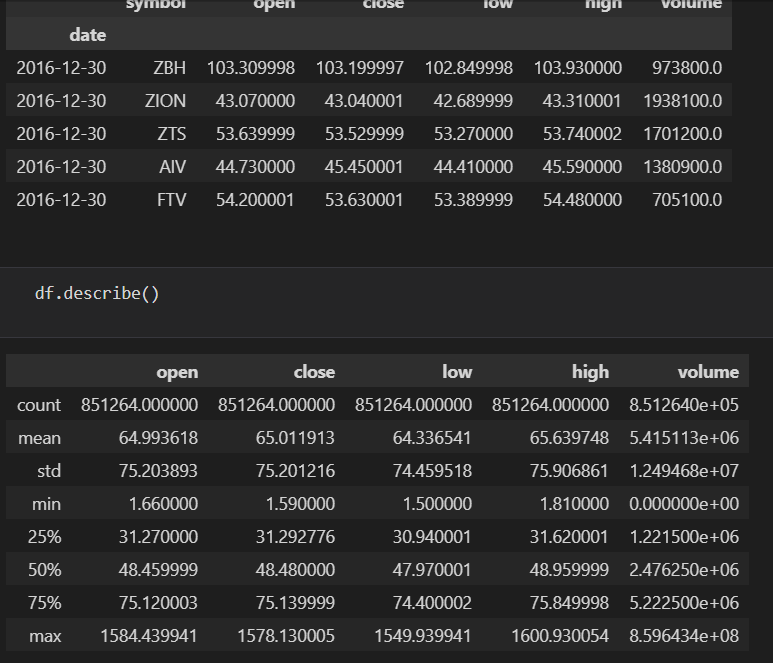 symbol open close low high volume
date
2016-12-30 ZBH 103.309998 103.199997 102.849998 103.930000 973800.0
2016-12-30 ZION 43.070000 43.040001 42.689999 43.310001 1938100.0
2016-12-30 ZTS 53.639999 53.529999 53.270000 53.740002 1701200.0
2016-12-30 AIV 44.730000 45.450001 44.410000 45.590000 1380900.0
2016-12-30 FTV 54.200001 53.630001 53.389999 54.480000 705100.0
df.describe()
open close low high volume
count 851264.000000 851264.000000 851264.000000 851264.000000 8.512640e+05
mean 64.993618 65.011913 64.336541 65.639748 5.415113e+06
std 75.203893 75.201216 74.459518 75.906861 1.249468e+07
min 1.660000 1.590000 1.500000 1.810000 0.000000e+00
25% 31.270000 31.292776 30.940001 31.620001 1.221500e+06
50% 48.459999 48.480000 47.970001 48.959999 2.476250e+06
75% 75.120003 75.139999 74.400002 75.849998 5.222500e+06
max 1584.439941 1578.130005 1549.939941 1600.930054 8.596434e+08